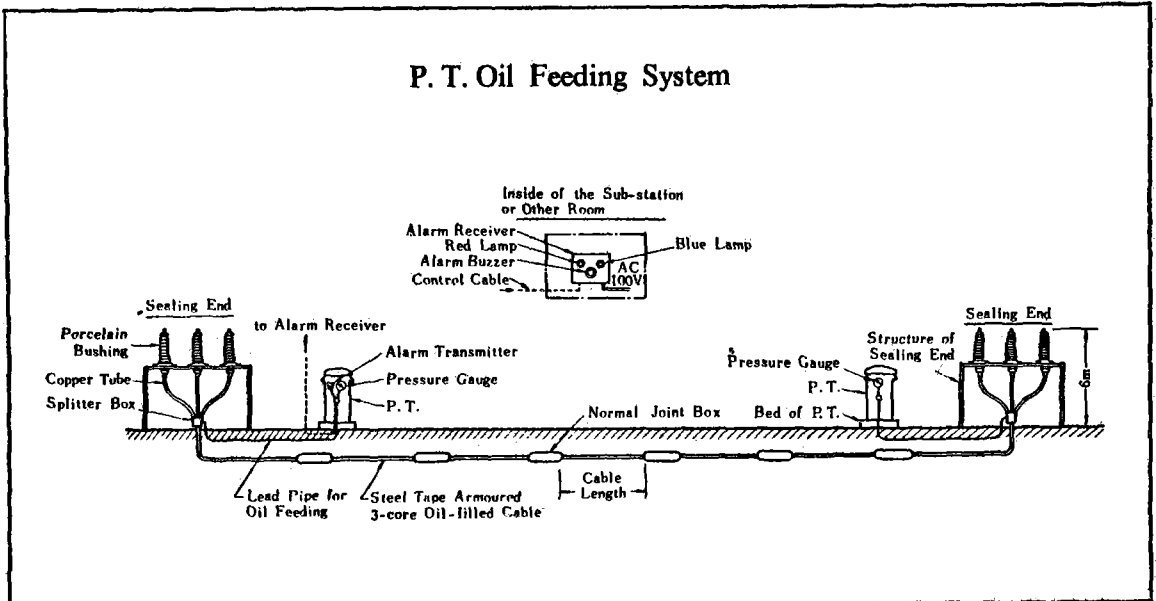 P. T. Oil Feeding System
Inside of the Sub-station
or Other Room
Alarm Receiver
Red Lamp
Alarm Buzzer
Control Cable
Blue Lamp
AC
100V
Sealing End
Porcelain
Bushing
Copper Tube
Splitter Box
to Alarm Receiver
Alarm Transmitter
Pressure Gauge
P. T.
Normal Joint Box
Pressure Gauge
P. T.
Bed of P. T.
Structure of
Sealing End
Sealing End
6m
Lead Pipe for
Oil Feeding
Steel Tape Armoured
3-core Oil-filled Cable
Cable
Length